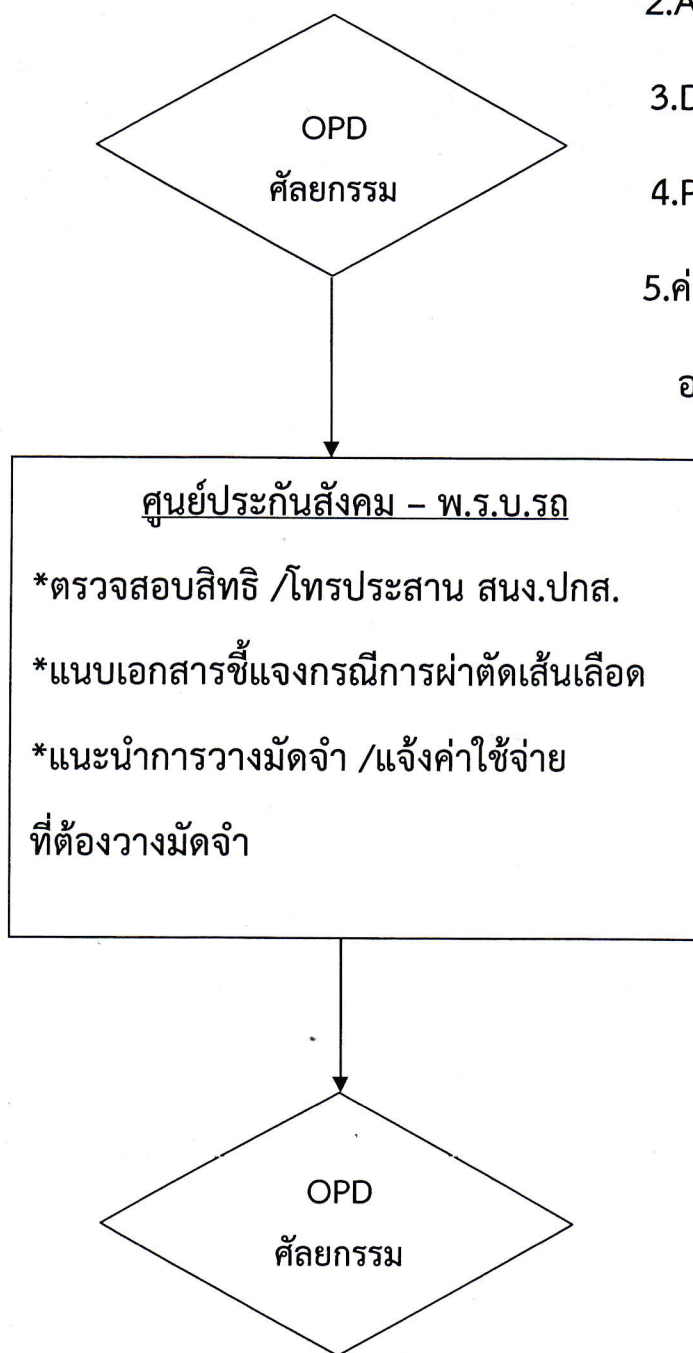 OPD
ศัลยกรรม
2.A
3.D
4.P
5.ค่
อ
ศูนย์ประกันสังคม – พ.ร.บ.รถ
*ตรวจสอบสิทธิ /โทรประสาน สนง.ปกส.
*แนบเอกสารชี้แจงกรณีการผ่าตัดเส้นเลือด
*แนะนำการวางมัดจำ /แจ้งค่าใช้จ่าย
ที่ต้องวางมัดจำ
OPD
ศัลยกรรม